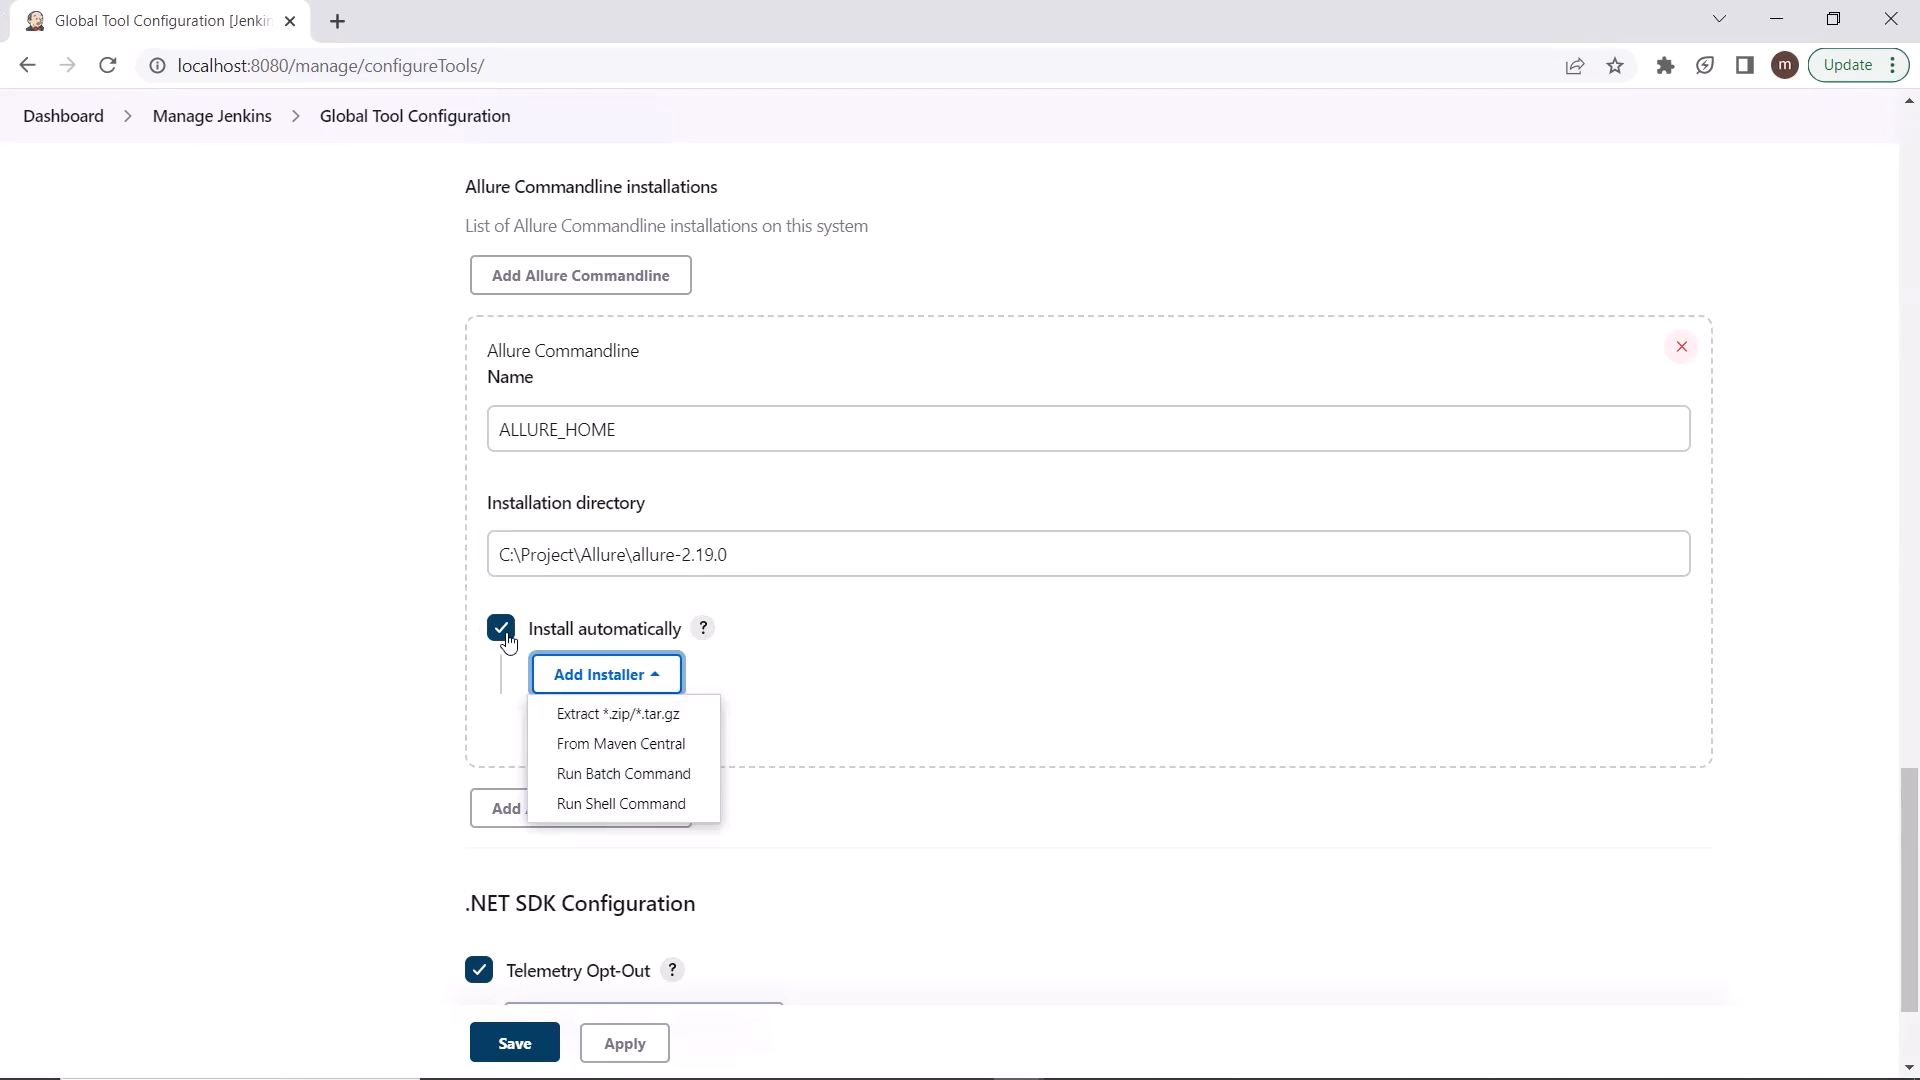 Global Tool Configuration [Jenki
localhost:8080/manage/configureTools/
m
Update
Dashboard
Manage Jenkins
Global Tool Configuration
Allure Commandline installations
List of Allure Commandline installations on this system
Add Allure Commandline
Allure Commandline
Name
ALLURE_HOME
Installation directory
C:\Project\Allure\allure-2.19.0
Install automatically ?
Add Installer
Extract *.zip/*.tar.gz
From Maven Central
Run Batch Command
Run Shell Command
Add
.NET SDK Configuration
Telemetry Opt-Out ?
Save
Apply